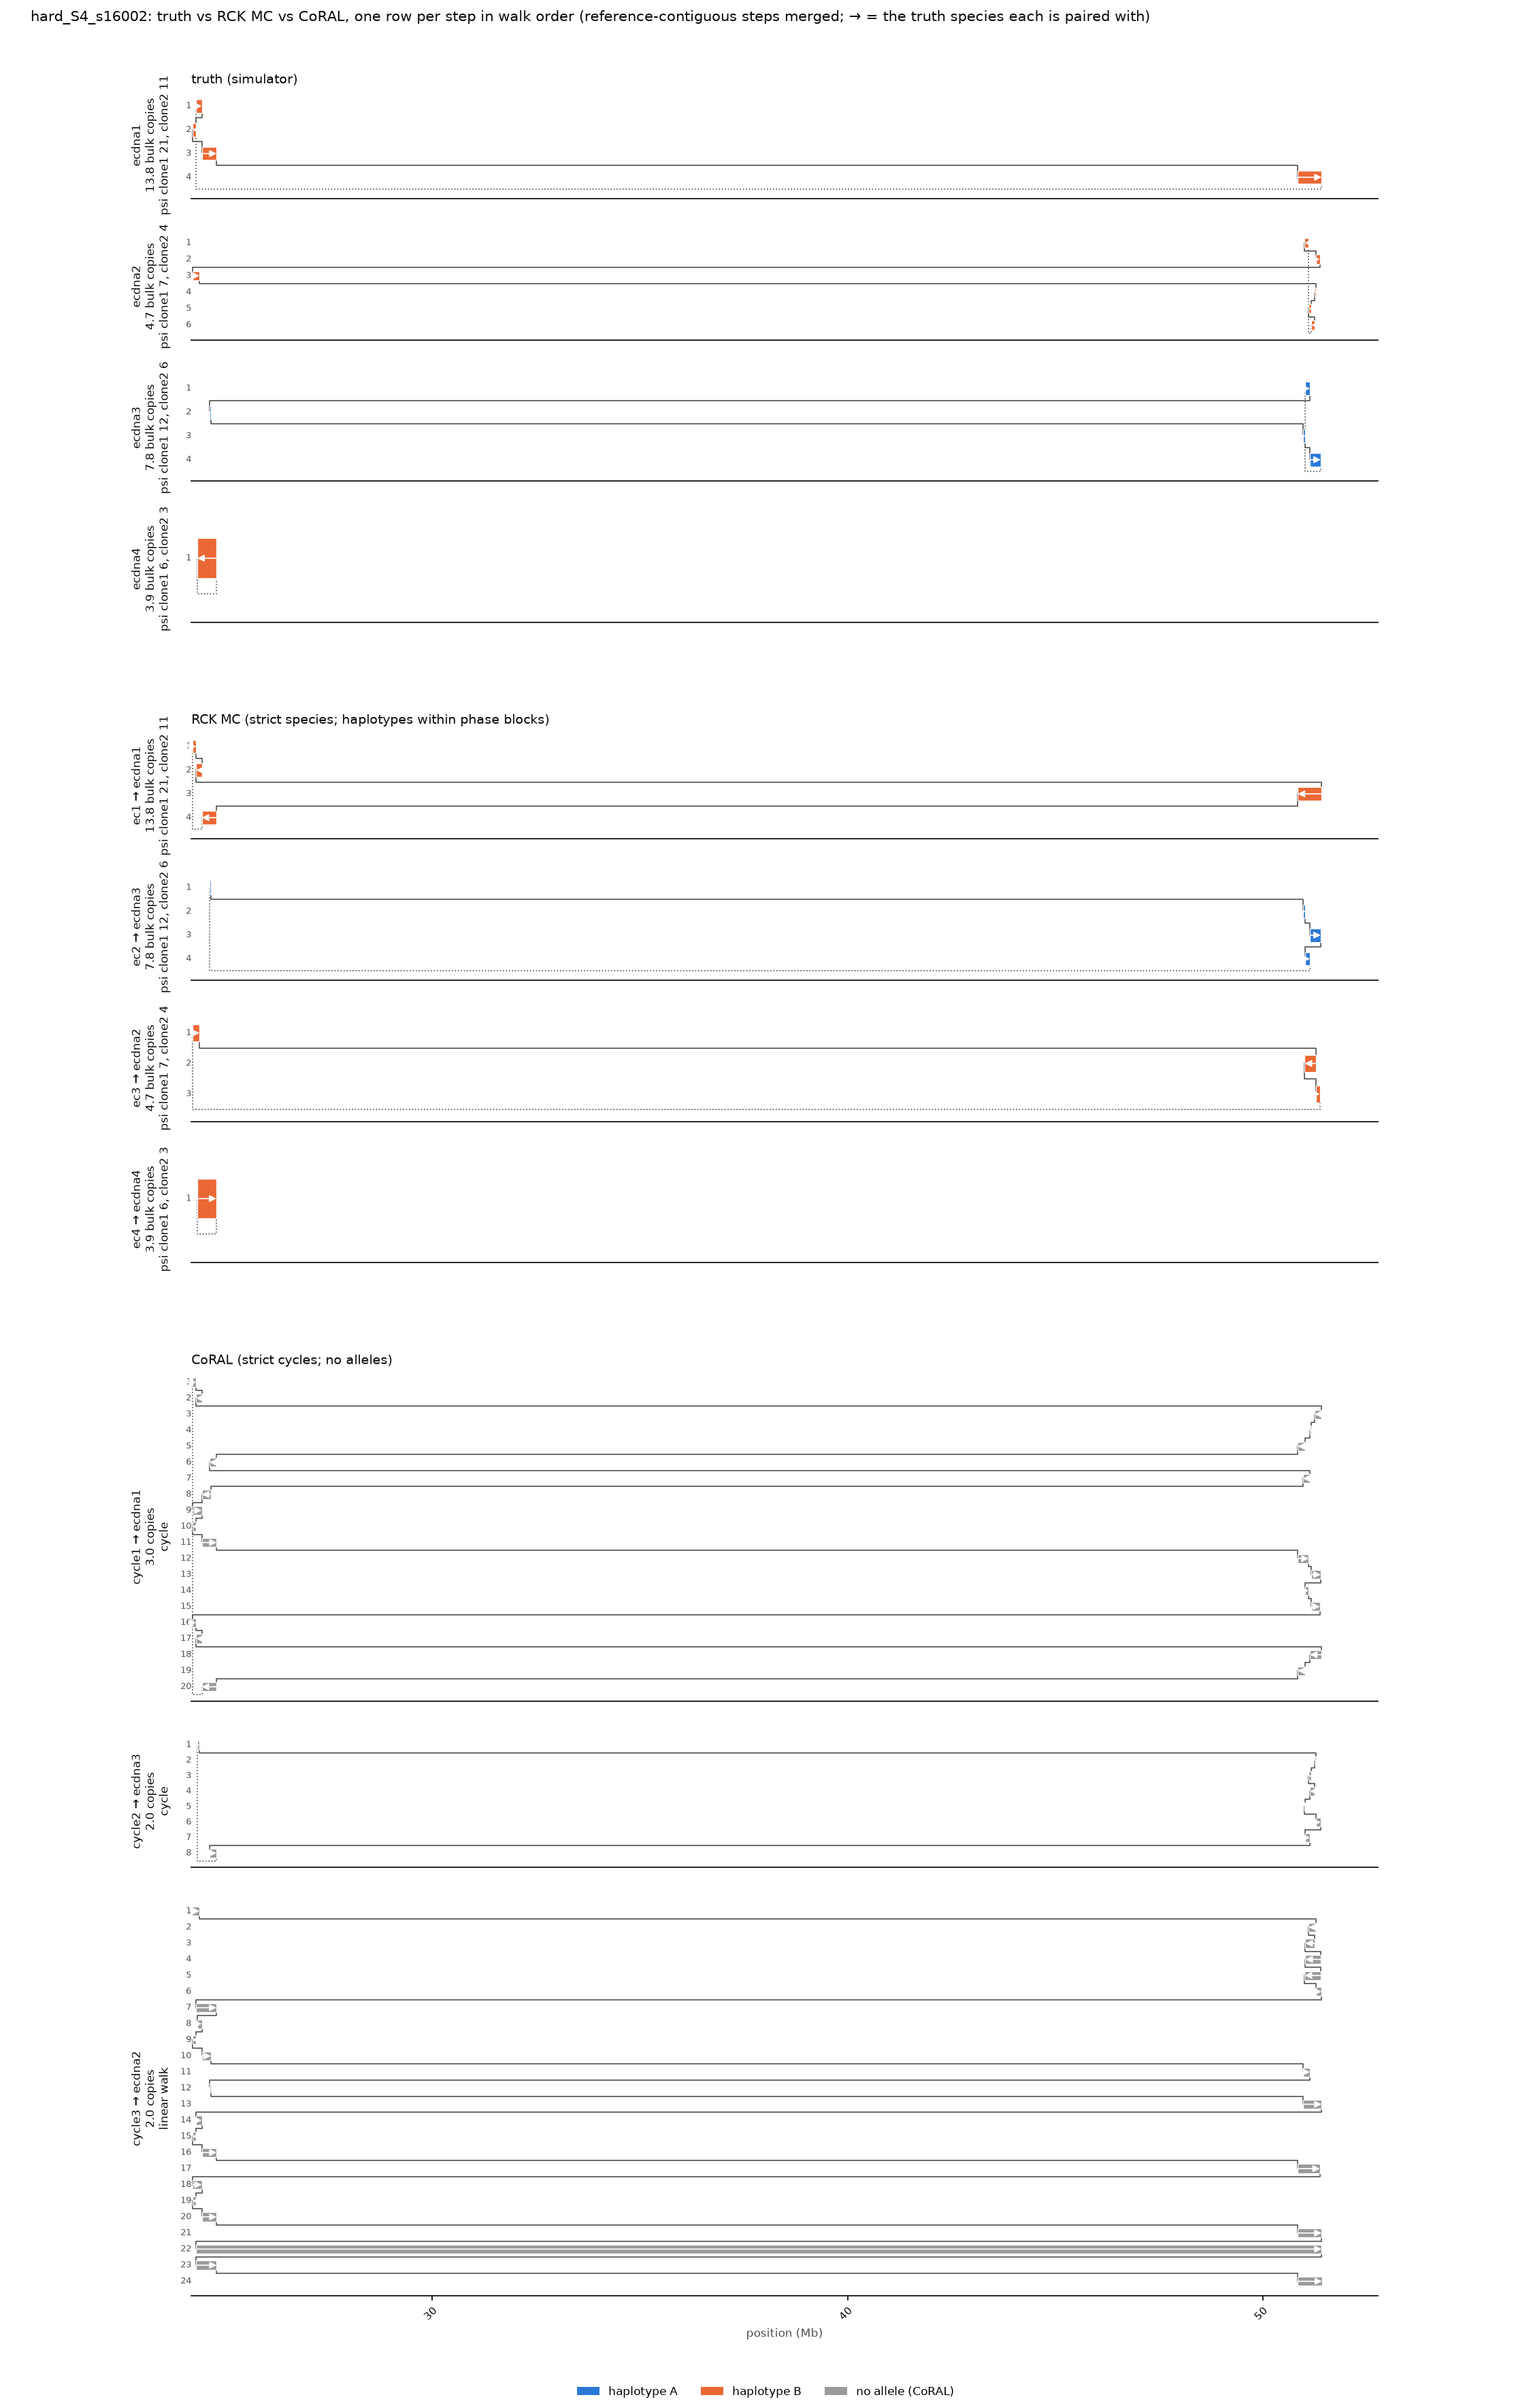 hard_S4_s16002: truth vs RCK MC vs CoRAL, one row per step in walk order (reference-contiguous steps merged; → = the truth species each is paired with)
truth (simulator)
ecdna1
13.8 bulk copies
psi clone1 21, clone2 11
1
2
3
4
ecdna2
4.7 bulk copies
psi clone1 7, clone2 4
1
2
3
4
5
6
ecdna3
7.8 bulk copies
psi clone1 12, clone2 6
1
2
3
4
ecdna4
3.9 bulk copies
psi clone1 6, clone2 3
1
RCK MC (strict species; haplotypes within phase blocks)
ec1 → ecdna1
13.8 bulk copies
psi clone1 21, clone2 11
1
2
3
4
ec2 → ecdna3
7.8 bulk copies
psi clone1 12, clone2 6
1
2
3
4
ec3 → ecdna2
4.7 bulk copies
psi clone1 7, clone2 4
1
2
3
ec4 → ecdna4
3.9 bulk copies
psi clone1 6, clone2 3
1
CoRAL (strict cycles; no alleles)
cycle1 → ecdna1
3.0 copies
cycle
1
2
3
4
5
6
7
8
9
10
11
12
13
14
15
16
17
18
19
20
cycle2 → ecdna3
2.0 copies
cycle
1
2
3
4
5
6
7
8
cycle3 → ecdna2
2.0 copies
linear walk
1
2
3
4
5
6
7
8
9
10
11
12
13
14
15
16
17
18
19
20
21
22
23
24
30
40
50
position (Mb)
haplotype A
haplotype B
no allele (CoRAL)